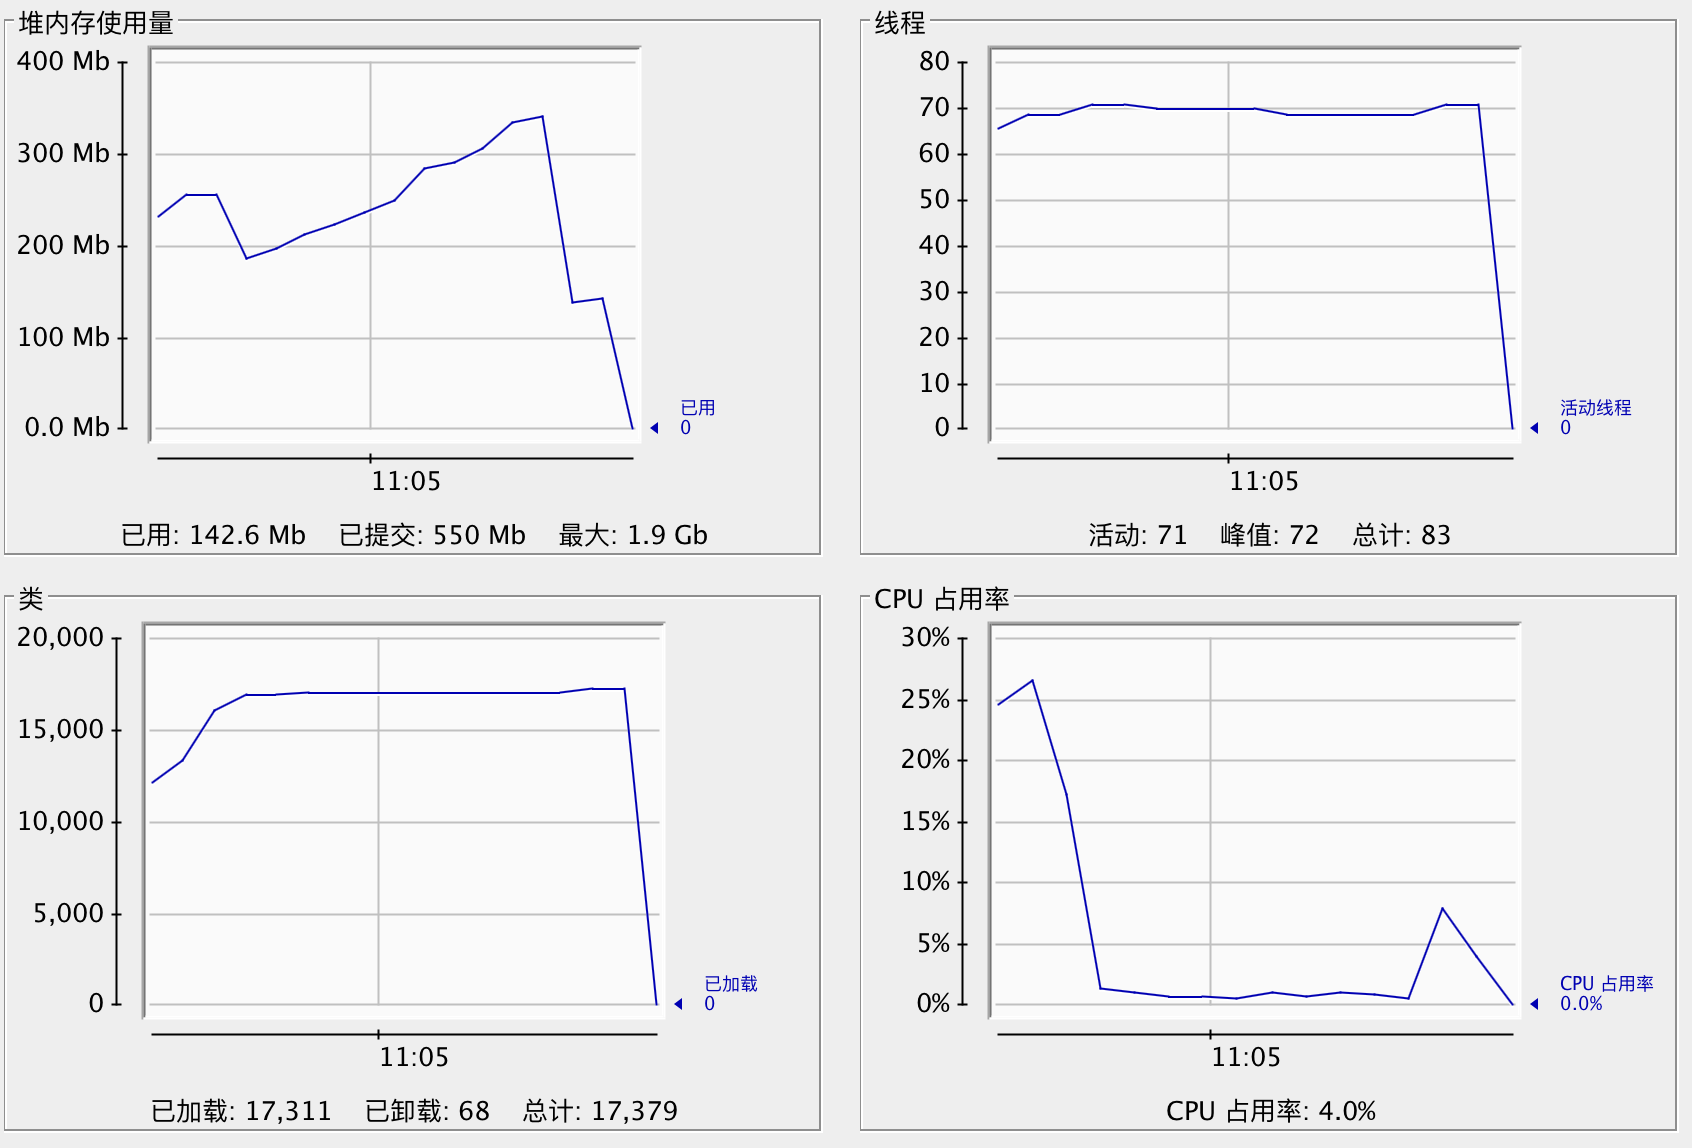 堆内存使用量
400 Mb
300 Mb
200 Mb
100 Mb
0.0 Mb
已用
0
11:05
已用: 142.6 Mb 已提交: 550 Mb 最大: 1.9 Gb
线程
80
70
60
50
40
30
20
10
0
活动线程
0
11:05
活动: 71 峰值: 72 总计: 83
类
20,000
15,000
10,000
5,000
0
已加载
0
11:05
已加载: 17,311 已卸载: 68 总计: 17,379
CPU 占用率
30%
25%
20%
15%
10%
5%
0%
CPU 占用率
0.0%
11:05
CPU 占用率: 4.0%